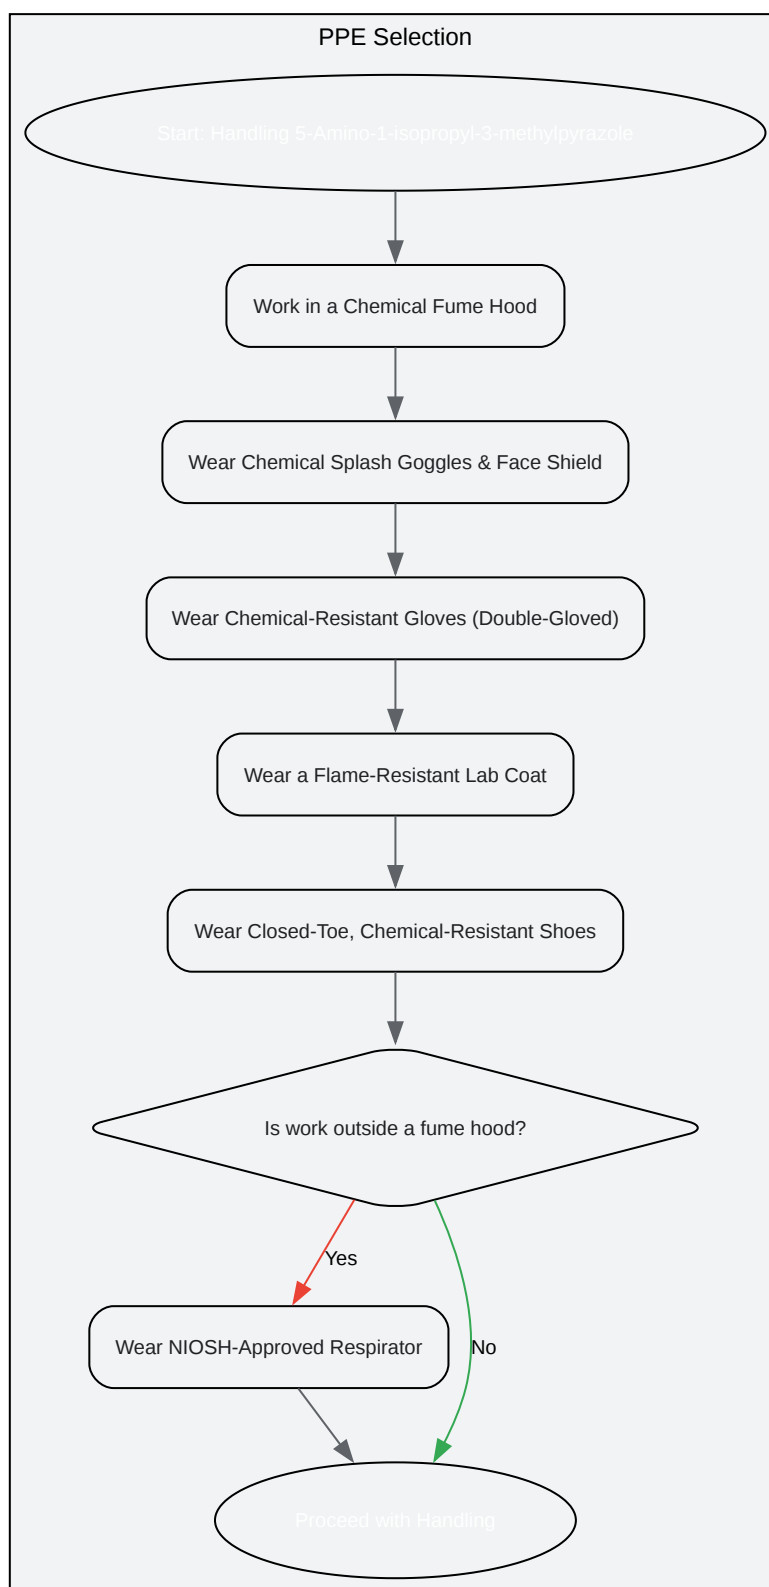 PPE Selection
Start: Handling 5-Amino-1-isopropyl-3-methylpyrazole
Work in a Chemical Fume Hood
Wear Chemical Splash Goggles & Face Shield
Wear Chemical-Resistant Gloves (Double-Gloved)
Wear a Flame-Resistant Lab Coat
Wear Closed-Toe, Chemical-Resistant Shoes
Is work outside a fume hood?
Yes
Wear NIOSH-Approved Respirator
No
Proceed with Handling